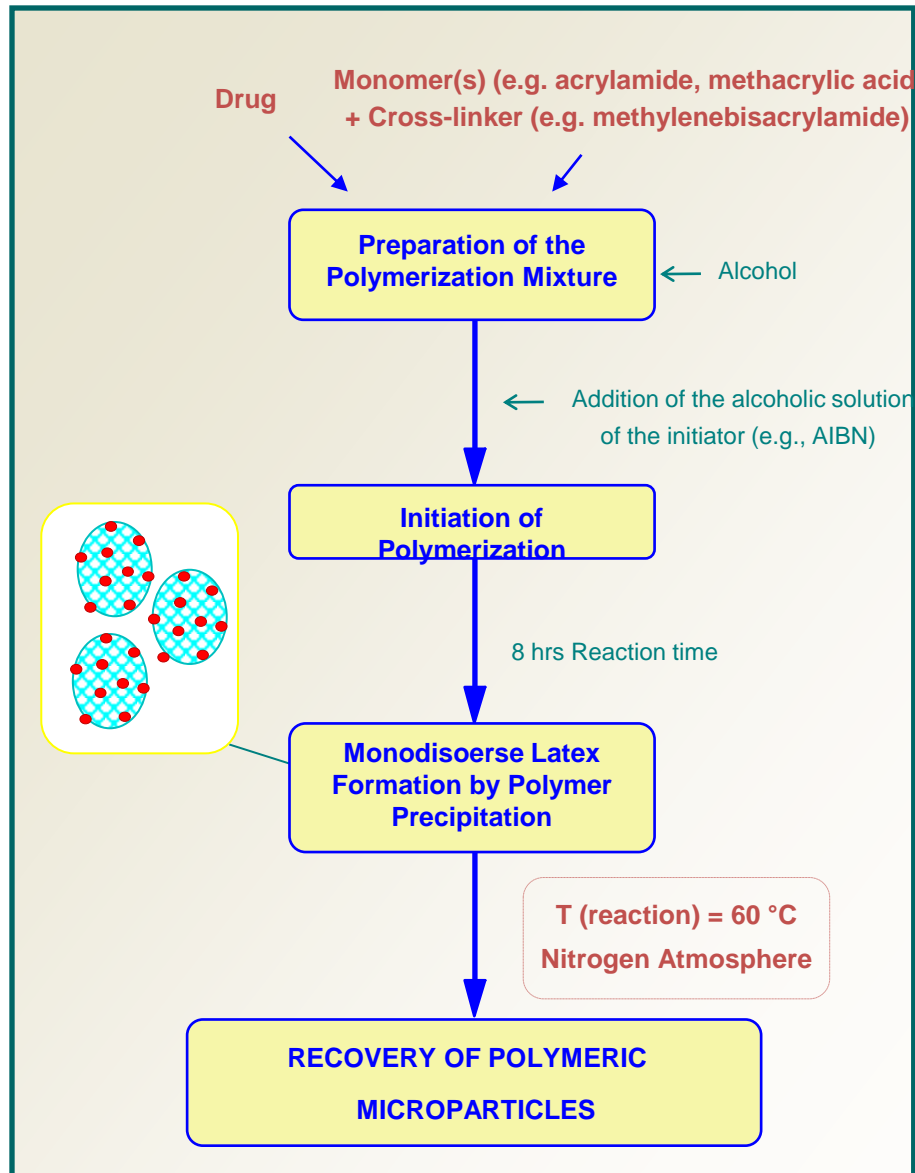 Drug
Monomer(s) (e.g. acrylamide, methacrylic acid
+ Cross-linker (e.g. methylenebisacrylamide)
Preparation of the
Polymerization Mixture
Alcohol
Addition of the alcoholic solution
of the initiator (e.g., AIBN)
Initiation of
Polymerization
8 hrs Reaction time
Monodisoerse Latex
Formation by Polymer
Precipitation
T (reaction) = 60 °C
Nitrogen Atmosphere
RECOVERY OF POLYMERIC
MICROPARTICLES